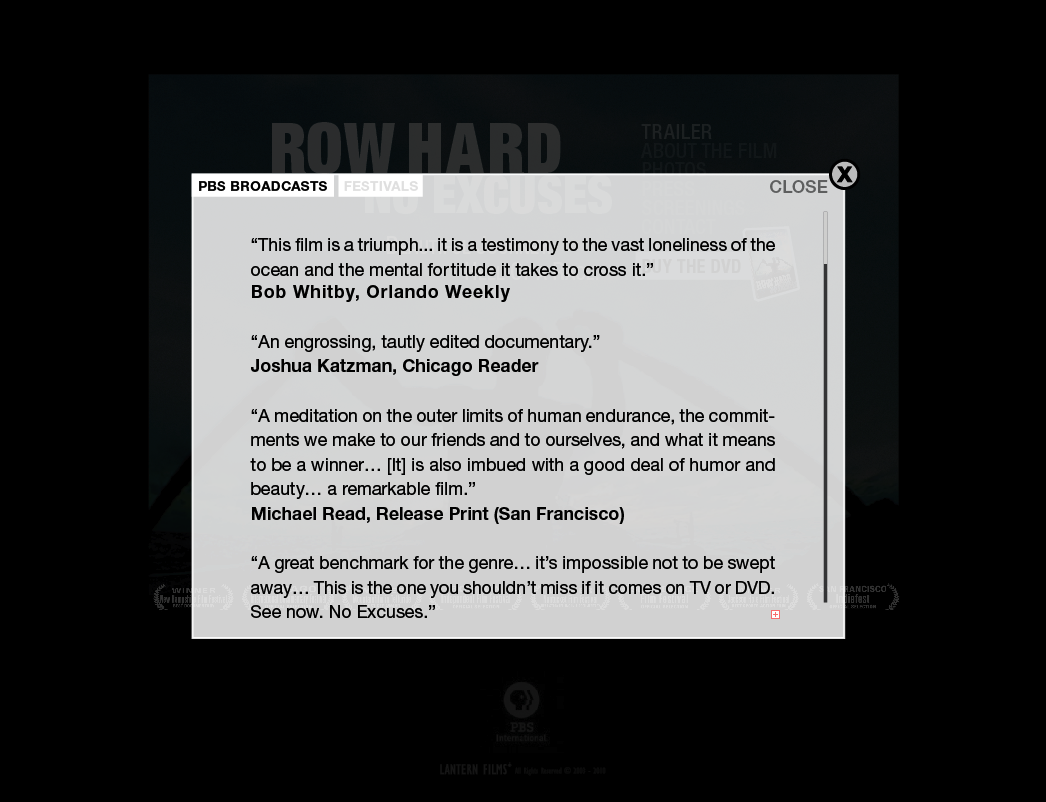 ROW HARD
NO EXCUSES
TRAILER
ABOUT THE FILM
PHOTOS
BUY THE DVD
PBS BROADCASTS
FESTIVALS
CLOSE
X
“This film is a triumph... it is a testimony to the vast loneliness of the
ocean and the mental fortitude it takes to cross it.”
Bob Whitby, Orlando Weekly
“An engrossing, tautly edited documentary.”
Joshua Katzman, Chicago Reader
“A meditation on the outer limits of human endurance, the commit-
ments we make to our friends and to ourselves, and what it means
to be a winner… [It] is also imbued with a good deal of humor and
beauty… a remarkable film.”
Michael Read, Release Print (San Francisco)
“A great benchmark for the genre… it’s impossible not to be swept
away… This is the one you shouldn’t miss if it comes on TV or DVD.
See now. No Excuses.”
WINNER
SAN FRANCISCO
IndieFest
PBS
International
LANTERN FILMS